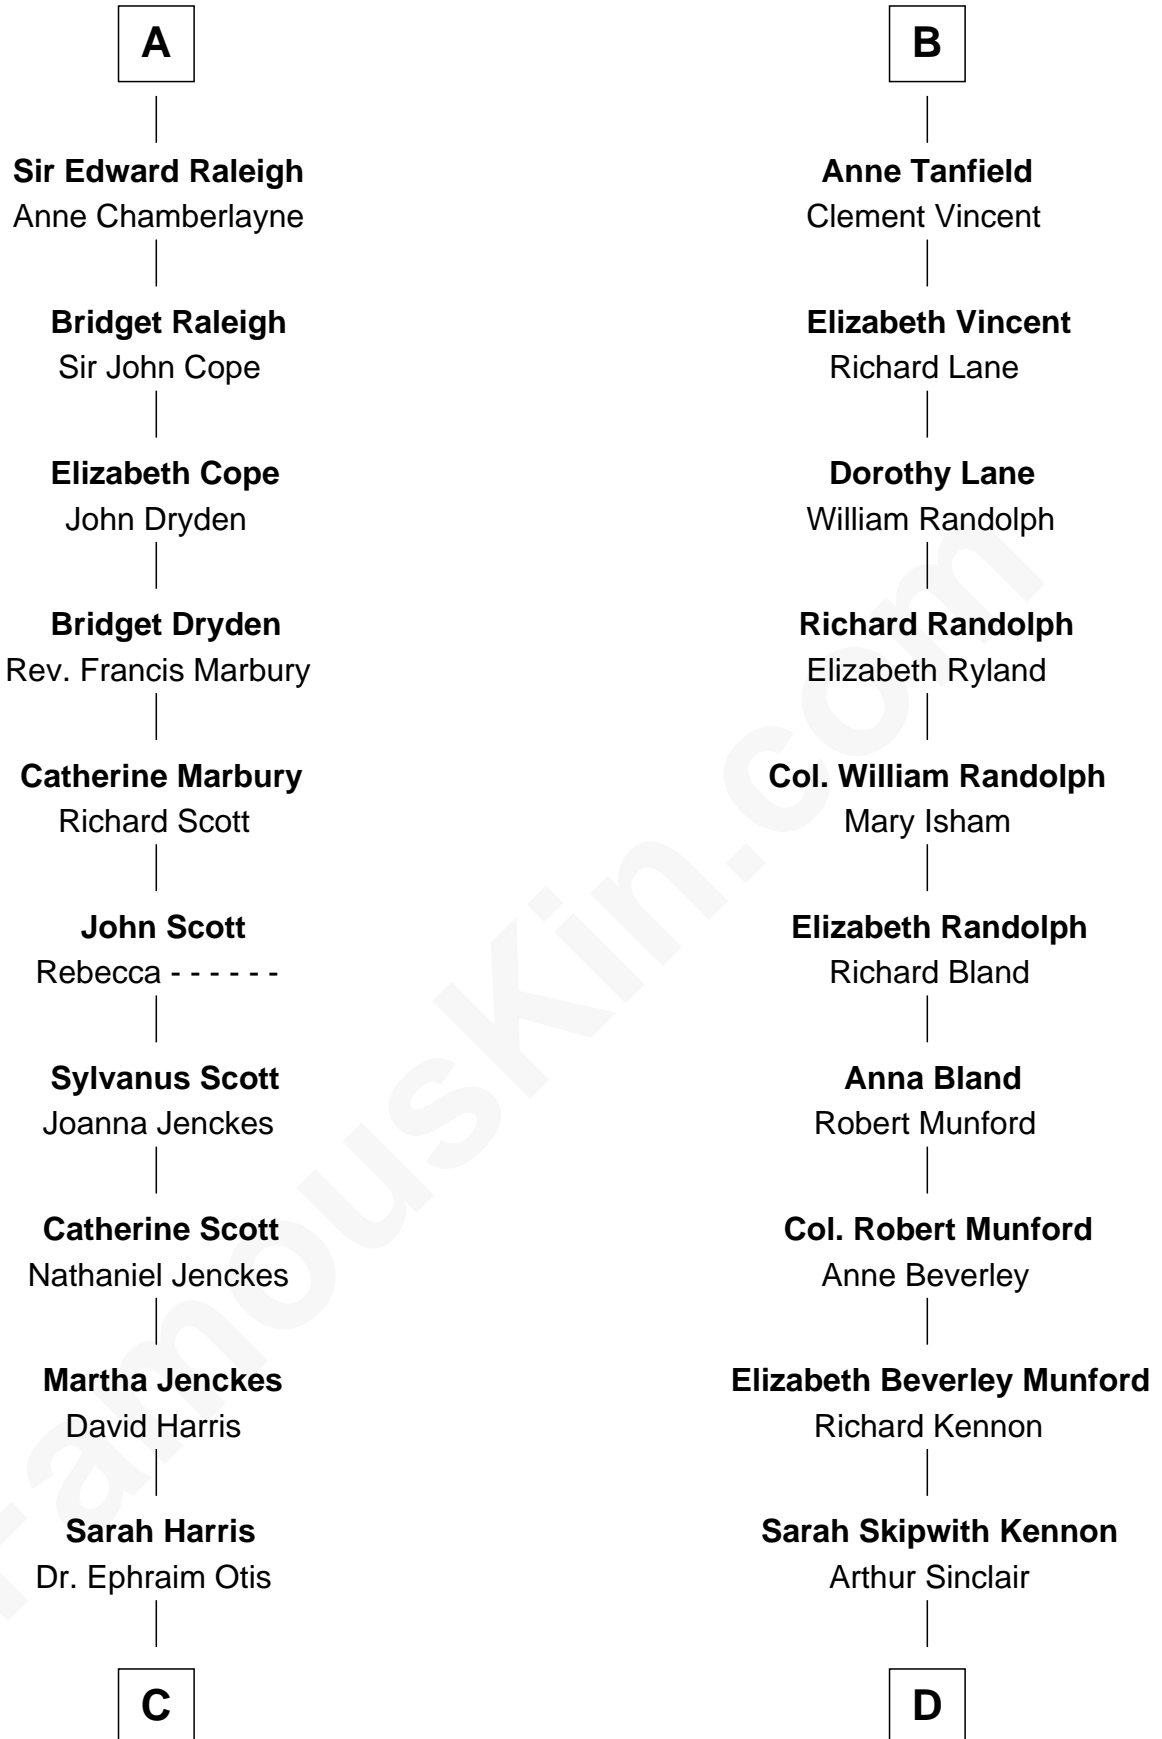 A
Sir Edward Raleigh
Anne Chamberlayne
Bridget Raleigh
Sir John Cope
Elizabeth Cope
John Dryden
Bridget Dryden
Rev. Francis Marbury
Catherine Marbury
Richard Scott
John Scott
Rebecca - - - - - -
Sylvanus Scott
Joanna Jenckes
Catherine Scott
Nathaniel Jenckes
Martha Jenckes
David Harris
Sarah Harris
Dr. Ephraim Otis
C
B
Anne Tanfield
Clement Vincent
Elizabeth Vincent
Richard Lane
Dorothy Lane
William Randolph
Richard Randolph
Elizabeth Ryland
Col. William Randolph
Mary Isham
Elizabeth Randolph
Richard Bland
Anna Bland
Robert Munford
Col. Robert Munford
Anne Beverley
Elizabeth Beverley Munford
Richard Kennon
Sarah Skipwith Kennon
Arthur Sinclair
D
FamousKin.com